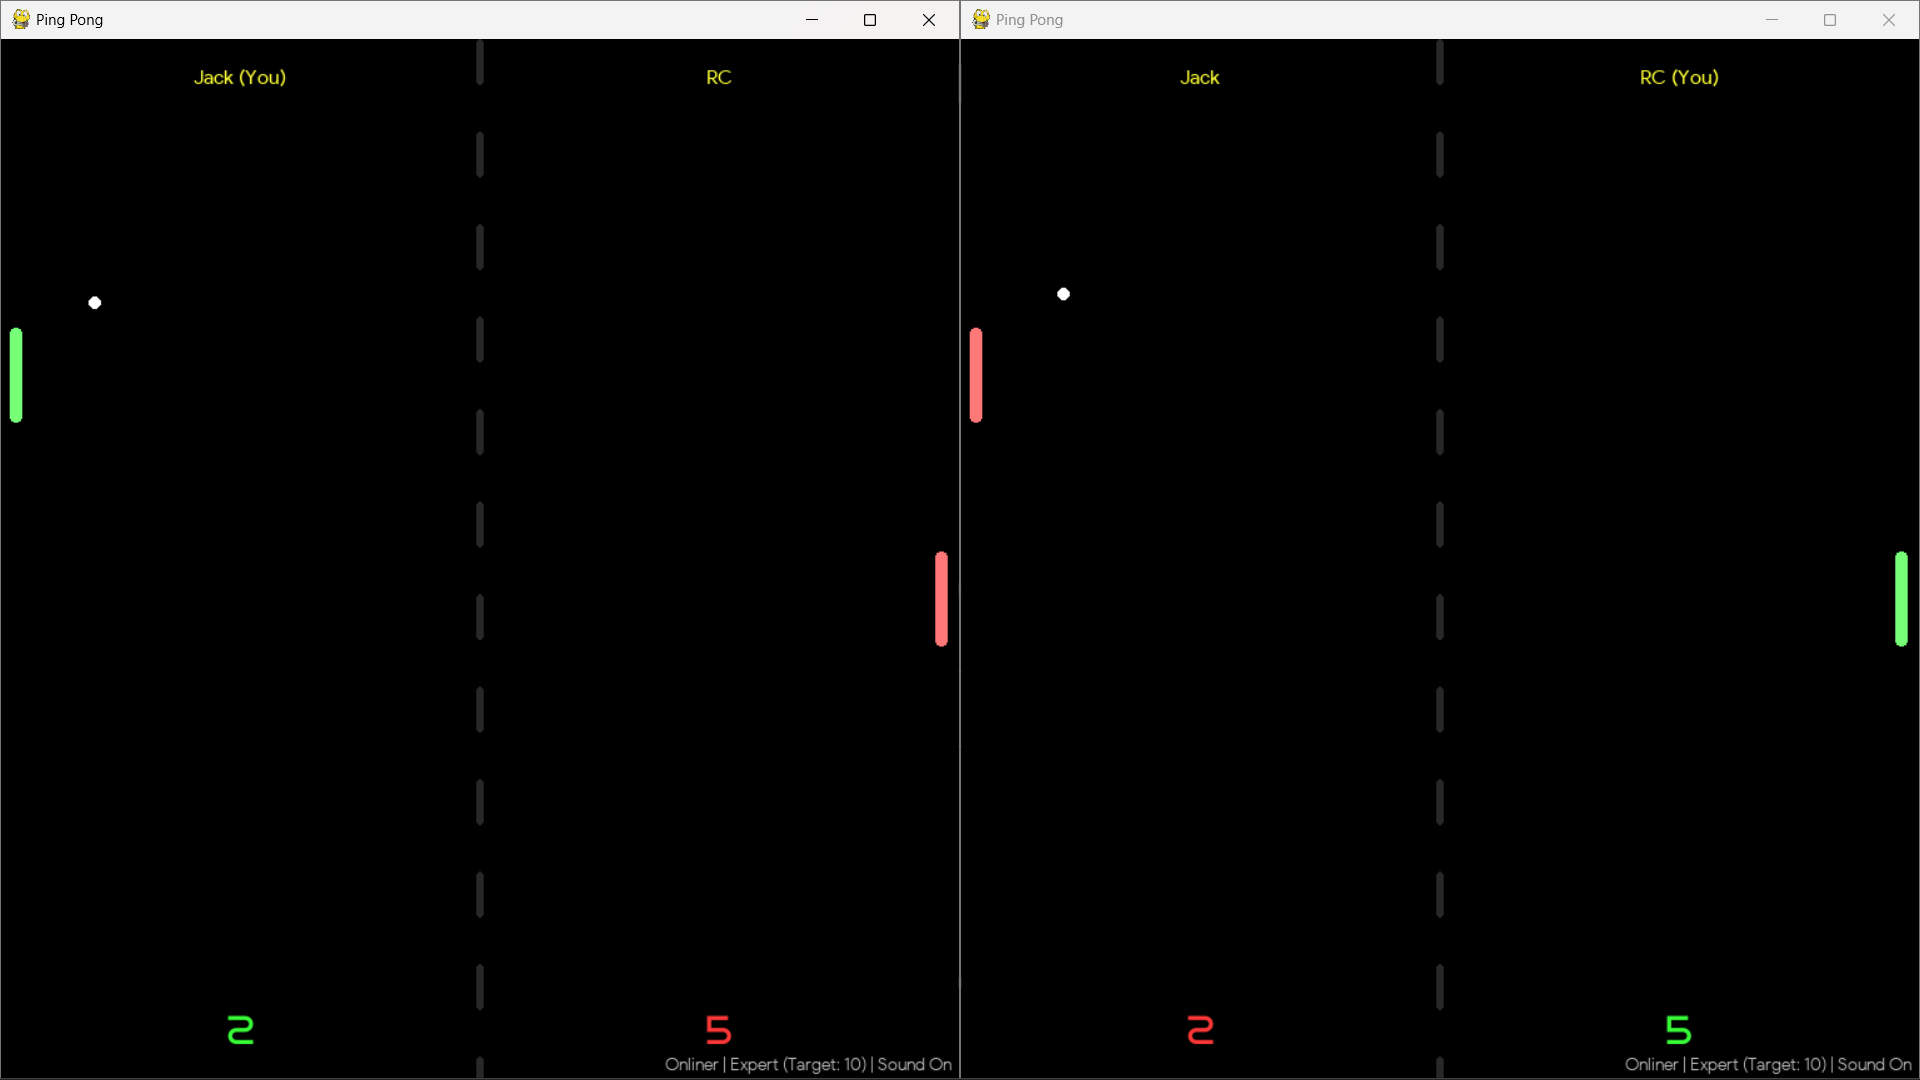 Ping Pong
Jack (You)
RC
2
5
Onliner | Expert (Target: 10) | Sound On
Ping Pong
Jack
RC (You)
2
5
Onliner | Expert (Target: 10) | Sound On